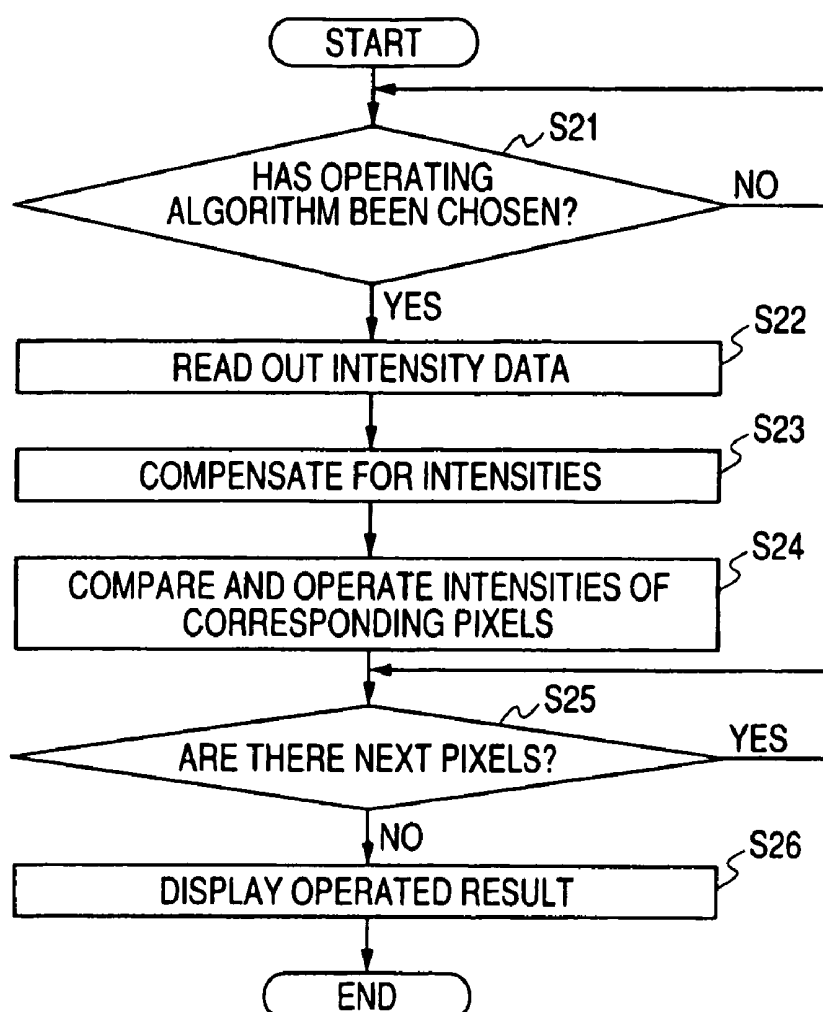 START
S21
HAS OPERATING
ALGORITHM BEEN CHOSEN?
NO
YES
S22
READ OUT INTENSITY DATA
S23
COMPENSATE FOR INTENSITIES
S24
COMPARE AND OPERATE INTENSITIES OF
CORRESPONDING PIXELS
S25
ARE THERE NEXT PIXELS?
YES
NO
S26
DISPLAY OPERATED RESULT
END